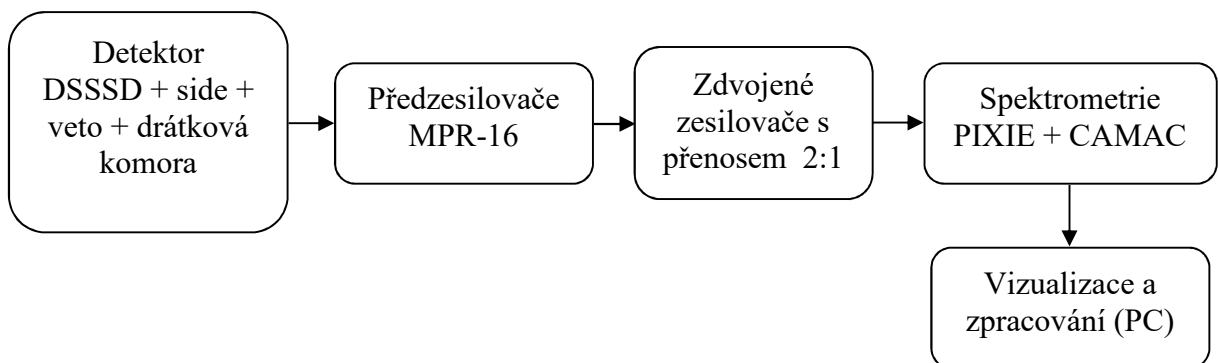 Detektor
DSSSD + side +
veto + drátková
komora
Předzesilovače
MPR-16
Zdvojené
zesilovače s
přenosem 2:1
Spektrometrie
PIXIE + CAMAC
Vizualizace a
zpracování (PC)